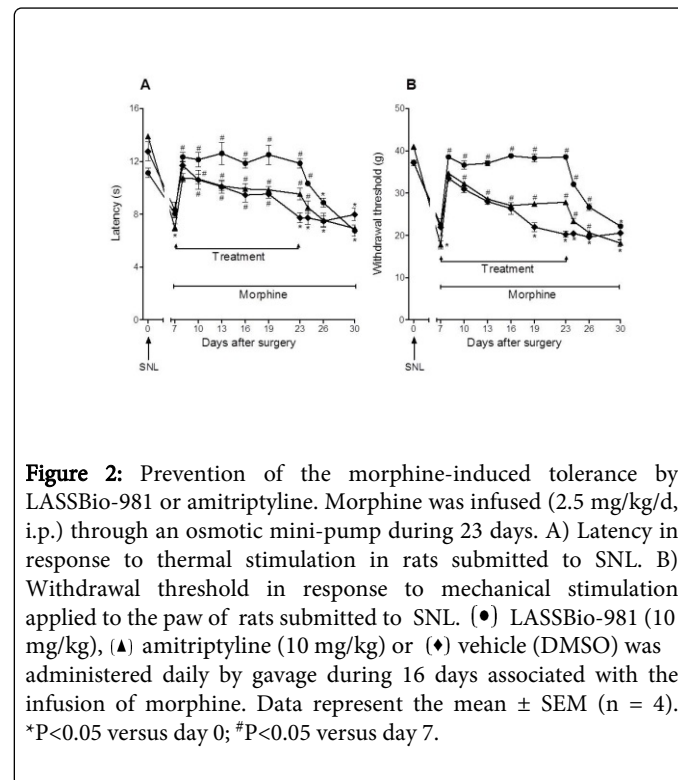 A
B
16
12
8
4
0
Latency (s)
# # # # # #
# # # # # #
# # # # # *
* * * * *
Treatment
Morphine
0 7 10 13 16 19 23 26 30
Days after surgery
SNL
50
40
30
20
10
0
Withdrawal threshold (g)
# # # # # # #
# # # # # # #
* * * * * *
Treatment
Morphine
0 7 10 13 16 19 23 26 30
Days after surgery
SNL
Figure 2: Prevention of the morphine-induced tolerance by
LASSBio-981 or amitriptyline. Morphine was infused (2.5 mg/kg/d,
i.p.) through an osmotic mini-pump during 23 days. A) Latency in
response to thermal stimulation in rats submitted to SNL. B)
Withdrawal threshold in response to mechanical stimulation
applied to the paw of rats submitted to SNL. (●) LASSBio-981 (10
mg/kg), (▲) amitriptyline (10 mg/kg) or (♦) vehicle (DMSO) was
administered daily by gavage during 16 days associated with the
infusion of morphine. Data represent the mean ± SEM (n = 4).
*P<0.05 versus day 0; #P<0.05 versus day 7.